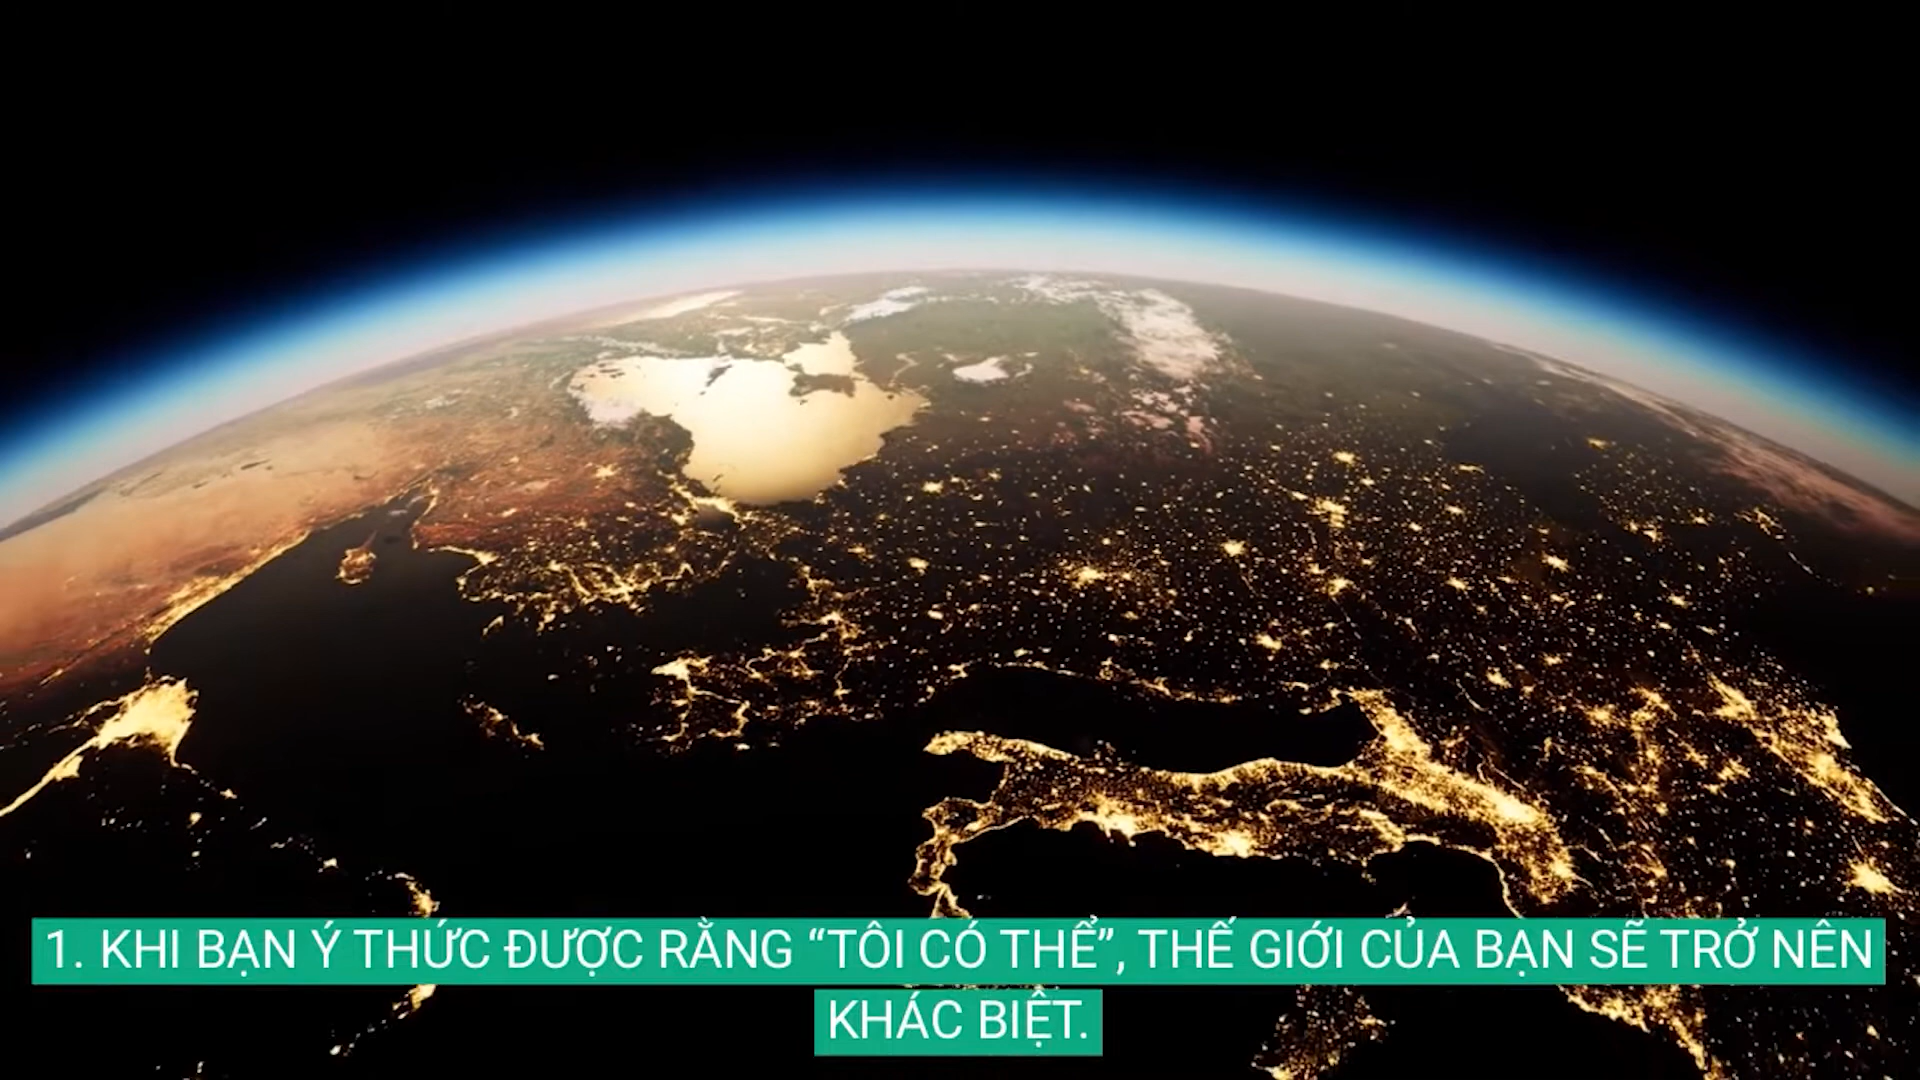 1. KHI BẠN Ý THỨC ĐƯỢC RẰNG “TÔI CÓ THỂ”, THẾ GIỚI CỦA BẠN SẼ TRỞ NÊN
KHÁC BIỆT.